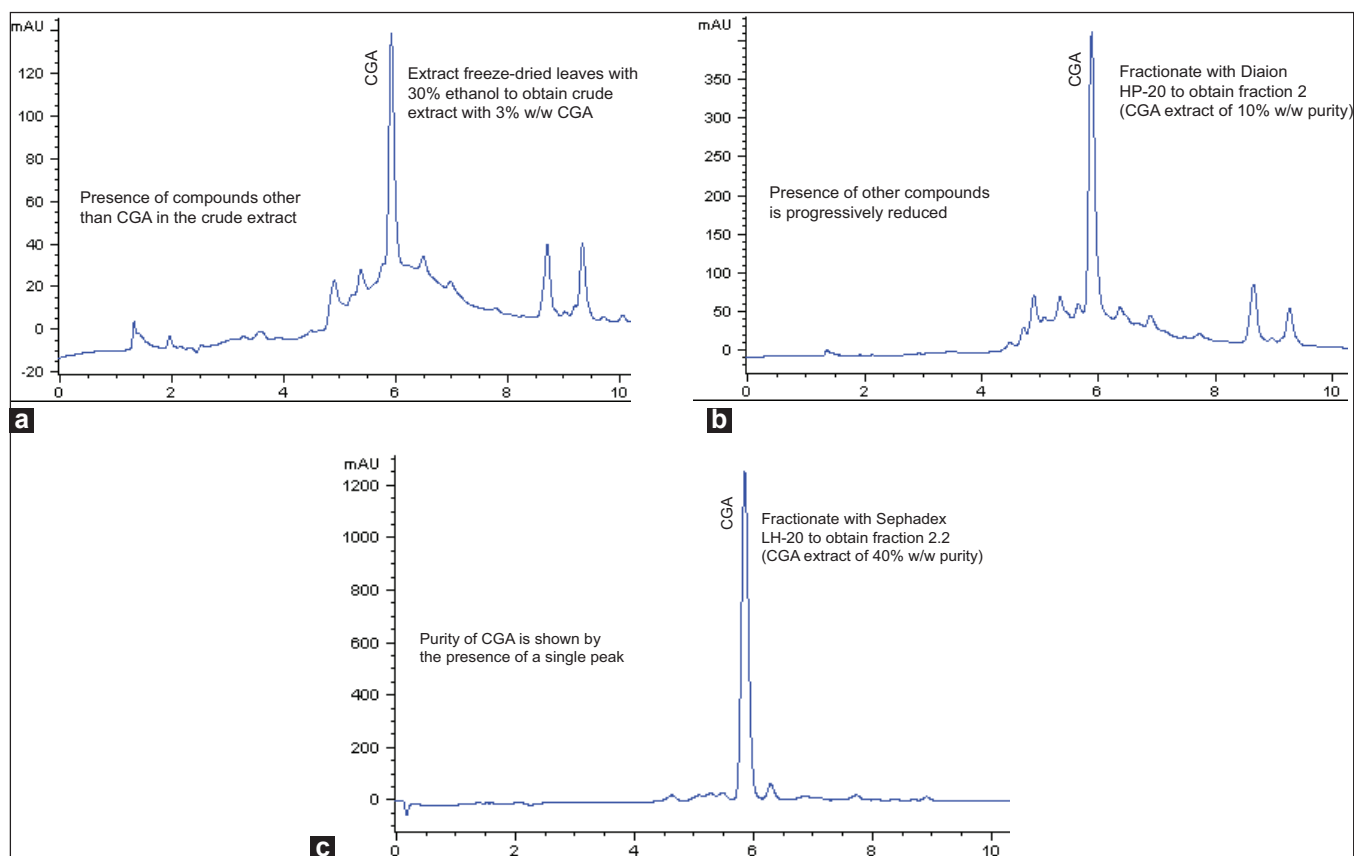 mAU
120
100
80
60
40
20
0
-20
0 2 4 6 8 10
CGA
Extract freeze-dried leaves with
30% ethanol to obtain crude
extract with 3% w/w CGA
Presence of compounds other
than CGA in the crude extract
a
mAU
350
300
250
200
150
100
50
0
0 2 4 6 8 10
CGA
Fractionate with Diaion
HP-20 to obtain fraction 2
(CGA extract of 10% w/w purity)
Presence of other compounds
is progressively reduced
b
mAU
1200
1000
800
600
400
200
0
0 2 4 6 8 10
CGA
Fractionate with Sephadex
LH-20 to obtain fraction 2.2
(CGA extract of 40% w/w purity)
Purity of CGA is shown by
the presence of a single peak
c